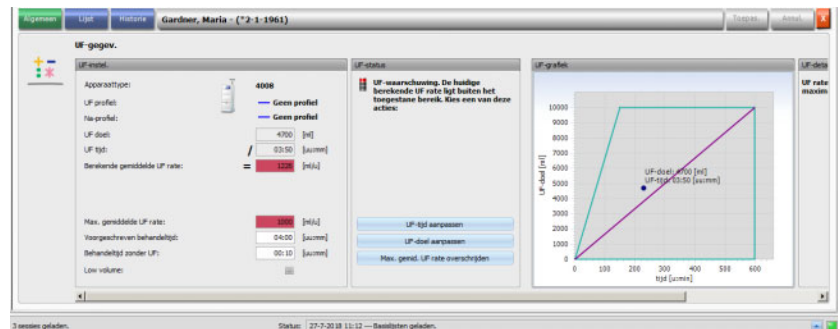 Algemeen Lijst Historie Gardner, Maria - (*2-1-1961) Toepas. Annul. X
UF-gegev.
UF-instel.
Apparaattype: 4008
UF profiel: Geen profiel
Na-profiel: Geen profiel
UF doel: 4700 [ml]
UF tijd: / 03:50 [uu:mm]
Berekende gemiddelde UF rate: = 1226 [ml/u]
Max. gemiddelde UF rate: 1000 [ml/u]
Voorgeschreven behandeltijd: 04:00 [uu:mm]
Behandeltijd zonder UF: 00:10 [uu:mm]
Low volume:
UF-status
UF-waarschuwing. De huidige
berekende UF rate ligt buiten het
toegestane bereik. Kies een van deze
acties:
UF-tijd aanpassen
UF-doel aanpassen
Max. gemid. UF rate overschrijden
UF-grafiek
UF-doel [ml]
10000
9000
8000
7000
6000
5000
4000
3000
2000
1000
0
UF-doel: 4700 [ml]
UF-tijd: 03:50 [uu:mm]
0 100 200 300 400 500 600
tijd [u:min]
UF-deta
UF rate
maxim
3 sessies geladen. Status: 27-7-2018 11:12 — Basislijsten geladen.